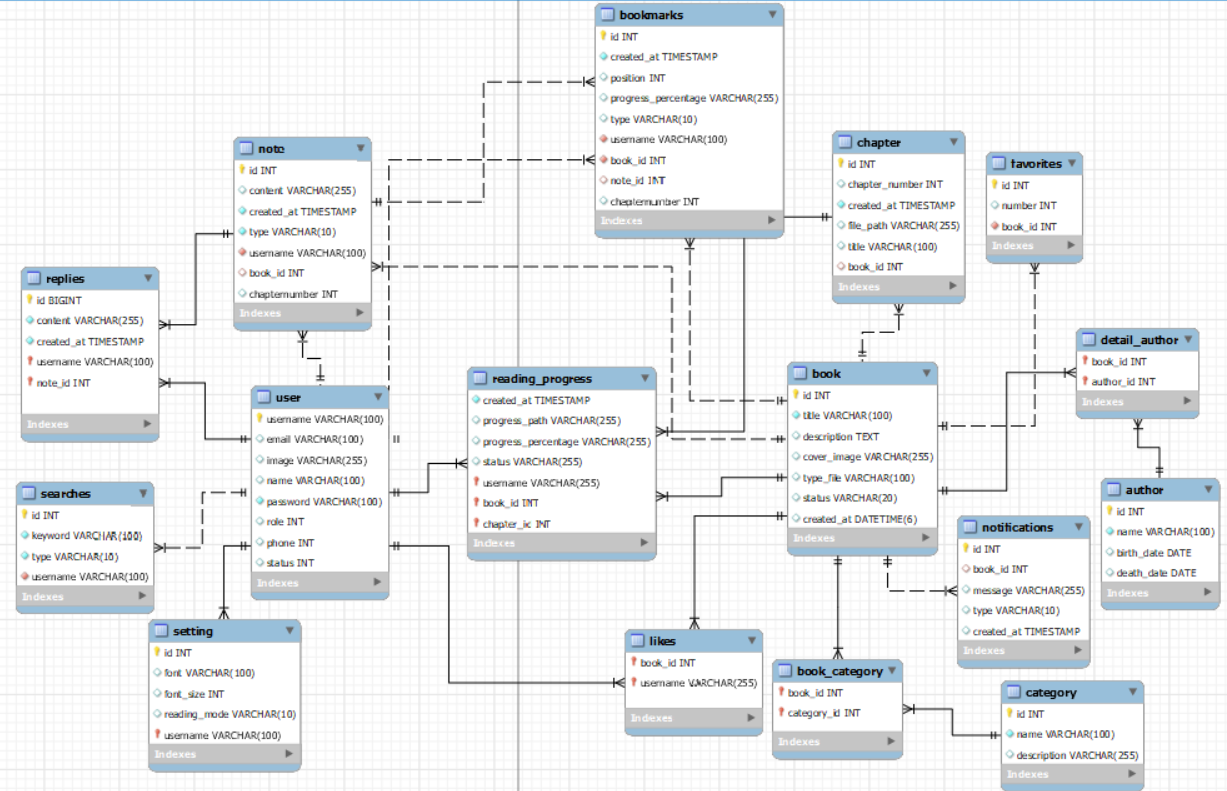 bookmarks
id INT
created_at TIMESTAMP
position INT
progress_percentage VARCHAR(255)
type VARCHAR(10)
username VARCHAR(100)
book_id INT
note_id INT
chapternumber INT
Indexes
note
id INT
content VARCHAR(255)
created_at TIMESTAMP
type VARCHAR(10)
username VARCHAR(100)
book_id INT
chapternumber INT
Indexes
chapter
id INT
chapter_number INT
created_at TIMESTAMP
file_path VARCHAR(255)
title VARCHAR(100)
book_id INT
Indexes
favorites
id INT
number INT
book_id INT
Indexes
replies
id BIGINT
content VARCHAR(255)
created_at TIMESTAMP
username VARCHAR(100)
note_id INT
Indexes
user
username VARCHAR(100)
email VARCHAR(100)
image VARCHAR(255)
name VARCHAR(100)
password VARCHAR(100)
role INT
phone INT
status INT
Indexes
reading_progress
created_at TIMESTAMP
progress_path VARCHAR(255)
progress_percentage VARCHAR(255)
status VARCHAR(255)
username VARCHAR(255)
book_id INT
chapter_ic INT
Indexes
book
id INT
title VARCHAR(100)
description TEXT
cover_image VARCHAR(255)
type_file VARCHAR(100)
status VARCHAR(20)
created_at DATETIME(6)
Indexes
detail_author
book_id INT
author_id INT
Indexes
searches
id INT
keyword VARCHAR(100)
type VARCHAR(10)
username VARCHAR(100)
Indexes
author
id INT
name VARCHAR(100)
birth_date DATE
death_date DATE
Indexes
notifications
id INT
book_id INT
message VARCHAR(255)
type VARCHAR(10)
created_at TIMESTAMP
Indexes
setting
id INT
font VARCHAR(100)
font_size INT
reading_mode VARCHAR(10)
username VARCHAR(100)
Indexes
likes
book_id INT
username VARCHAR(255)
Indexes
book_category
book_id INT
category_id INT
Indexes
category
id INT
name VARCHAR(100)
description VARCHAR(255)
Indexes